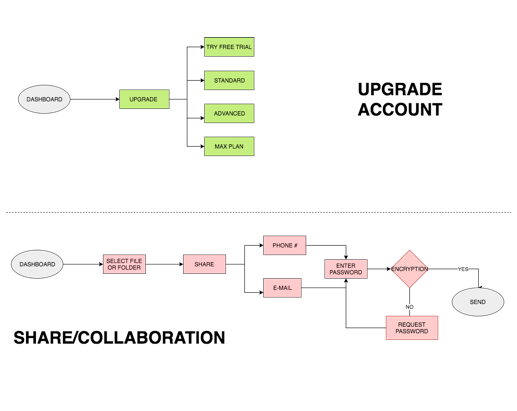 TRY FREE TRIAL
DASHBOARD
UPGRADE
STANDARD
ADVANCED
MAX PLAN
UPGRADE
ACCOUNT
DASHBOARD
SELECT FILE
OR FOLDER
SHARE
PHONE #
E-MAIL
ENTER
PASSWORD
ENCRYPTION
YES
SEND
NO
REQUEST
PASSWORD
SHARE/COLLABORATION